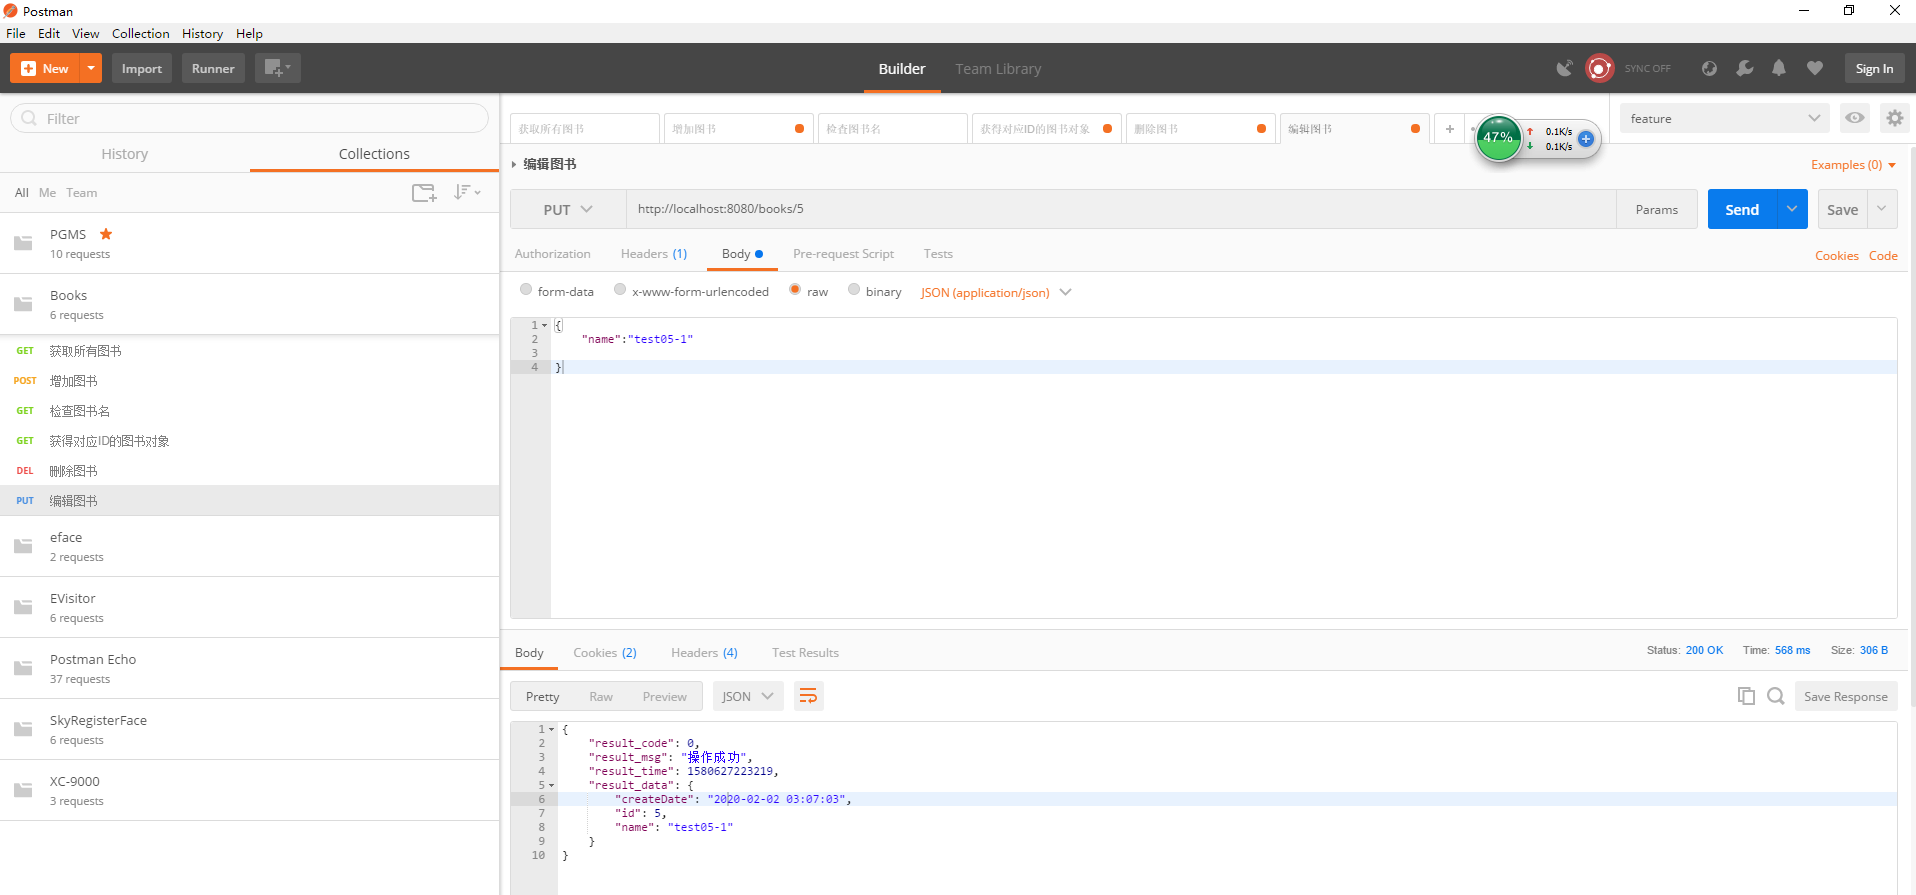 Postman
File Edit View Collection History Help
New Import Runner Builder Team Library SYNC OFF Sign In
Filter
History Collections
All Me Team
PGMS
10 requests
Books
6 requests
GET 获取所有图书
POST 增加图书
GET 检查图书名
GET 获得对应ID的图书对象
DEL 删除图书
PUT 编辑图书
eface
2 requests
EVisitor
6 requests
Postman Echo
37 requests
SkyRegisterFace
6 requests
XC-9000
3 requests
获取所有图书 增加图书 检查图书名 获得对应ID的图书对象 删除图书 编辑图书 +
47% 0.1K/s
0.1K/s
feature
编辑图书 Examples (0)
PUT http://localhost:8080/books/5 Params Send Save
Authorization Headers (1) Body Pre-request Script Tests Cookies Code
form-data x-www-form-urlencoded raw binary JSON (application/json)
1 {
2 "name":"test05-1"
3
4 }
Body Cookies (2) Headers (4) Test Results Status: 200 OK Time: 568 ms Size: 306 B
Pretty Raw Preview JSON Save Response
1 {
2 "result_code": 0,
3 "result_msg": "操作成功",
4 "result_time": 1580627223219,
5 "result_data": {
6 "createDate": "2020-02-02 03:07:03",
7 "id": 5,
8 "name": "test05-1"
9 }
10 }